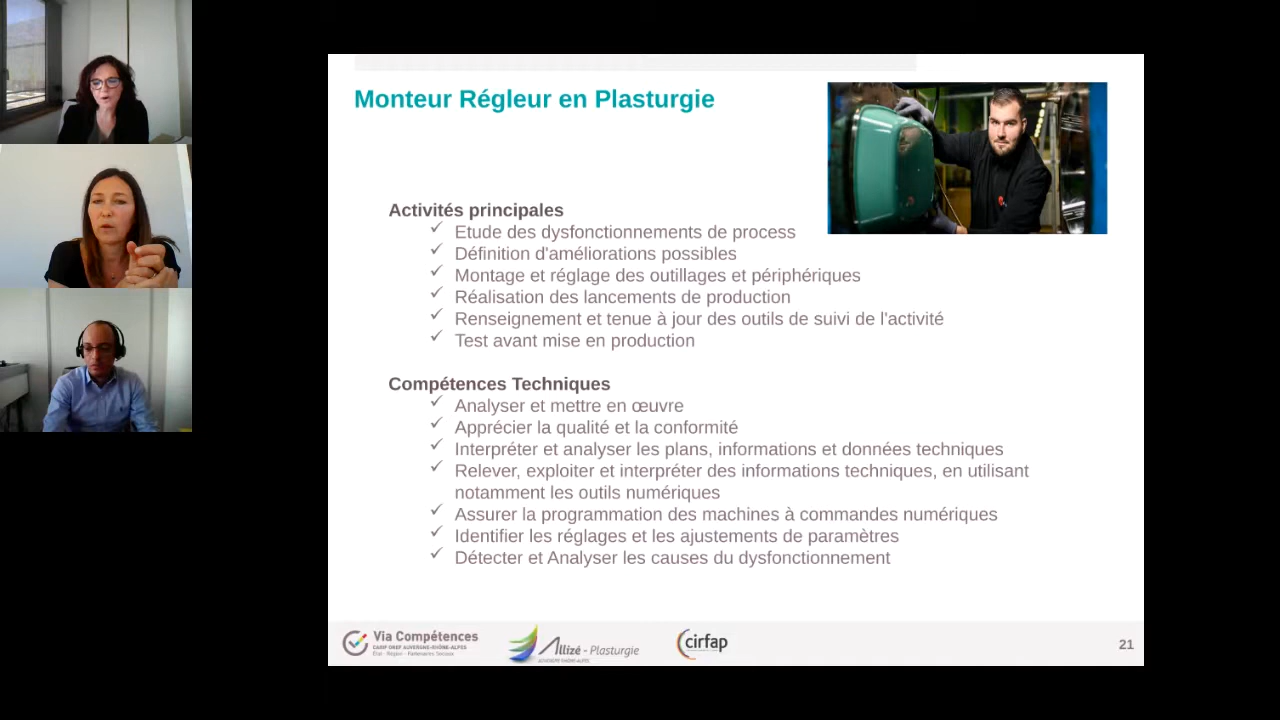 Monteur Régleur en Plasturgie
Activités principales
Etude des dysfonctionnements de process
Définition d'améliorations possibles
Montage et réglage des outillages et périphériques
Réalisation des lancements de production
Renseignement et tenue à jour des outils de suivi de l'activité
Test avant mise en production
Compétences Techniques
Analyser et mettre en œuvre
Apprécier la qualité et la conformité
Interpréter et analyser les plans, informations et données techniques
Relever, exploiter et interpréter des informations techniques, en utilisant
notamment les outils numériques
Assurer la programmation des machines à commandes numériques
Identifier les réglages et les ajustements de paramètres
Détecter et Analyser les causes du dysfonctionnement
Via Compétences
CARIF OREF AUVERGNE-RHÔNE-ALPES
État - Région - Partenaires Sociaux
Allizé - Plasturgie
AUVERGNE RHÔNE-ALPES
cirfap
21